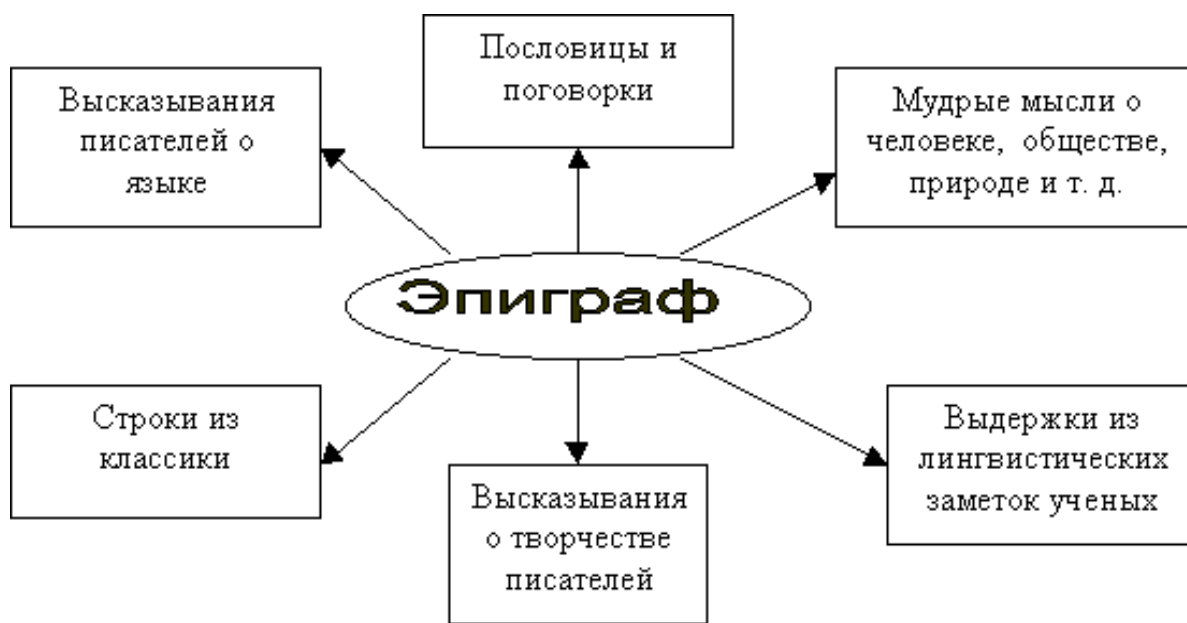 Пословицы и
поговорки
Высказывания
писателей о
языке
Мудрые мысли о
человеке, обществе,
природе и т. д.
Эпиграф
Строки из
классики
Высказывания
о творчестве
писателей
Выдержки из
лингвистических
заметок ученых